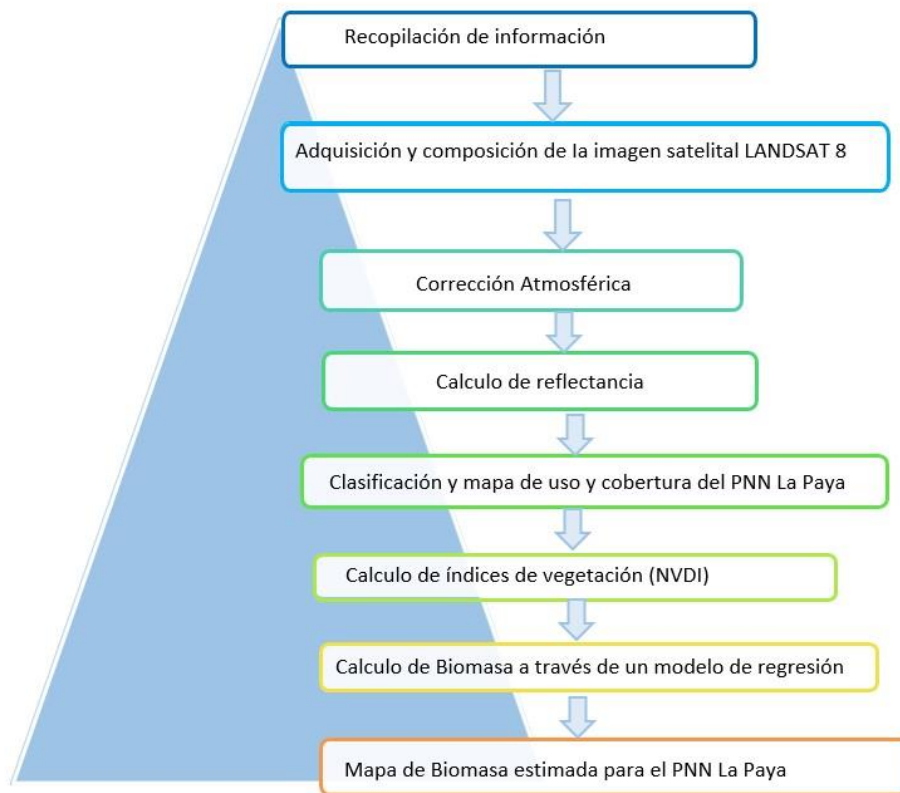 Recopilación de información
Adquisición y composición de la imagen satelital LANDSAT 8
Corrección Atmosférica
Calculo de reflectancia
Clasificación y mapa de uso y cobertura del PNN La Paya
Calculo de índices de vegetación (NVDI)
Calculo de Biomasa a través de un modelo de regresión
Mapa de Biomasa estimada para el PNN La Paya